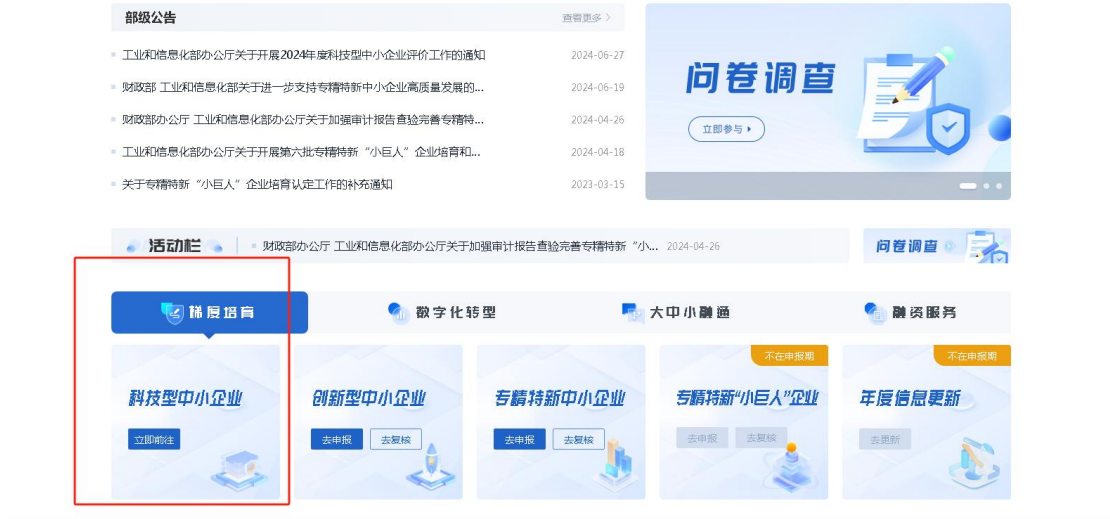 部级公告
查看更多 >
工业和信息化部办公厅关于开展2024年度科技型中小企业评价工作的通知 2024-06-27
财政部 工业和信息化部关于进一步支持专精特新中小企业高质量发展的... 2024-06-19
财政部办公厅 工业和信息化部办公厅关于加强审计报告查验完善专精特... 2024-04-26
工业和信息化部办公厅关于开展第六批专精特新“小巨人”企业培育和... 2024-04-18
关于专精特新“小巨人”企业培育认定工作的补充通知 2023-03-15
问卷调查
立即参与
活动栏 财政部办公厅 工业和信息化部办公厅关于加强审计报告查验完善专精特新“小... 2024-04-26
问卷调查
梯度培育 数字化转型 大中小融通 融资服务
科技型中小企业
立即前往
创新型中小企业
去申报 去复核
专精特新中小企业
去申报 去复核
不在申报期
专精特新“小巨人”企业
去申报 去复核
不在申报期
年度信息更新
去更新